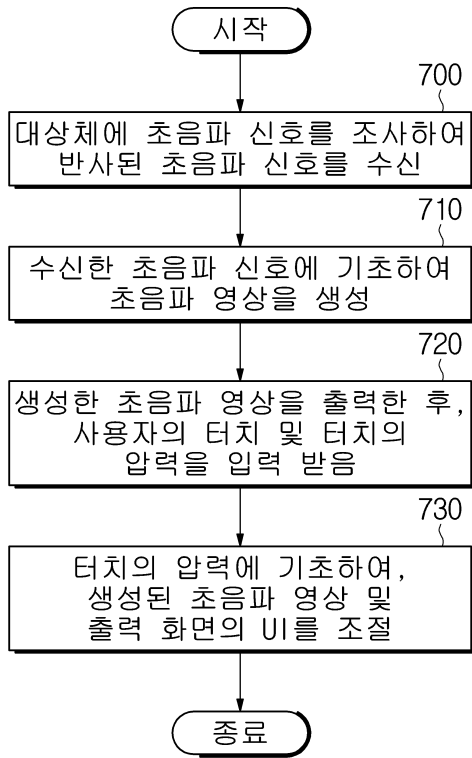 시작
700
대상체에 초음파 신호를 조사하여
반사된 초음파 신호를 수신
710
수신한 초음파 신호에 기초하여
초음파 영상을 생성
720
생성한 초음파 영상을 출력한 후,
사용자의 터치 및 터치의
압력을 입력 받음
730
터치의 압력에 기초하여,
생성된 초음파 영상 및
출력 화면의 UI를 조절
종료